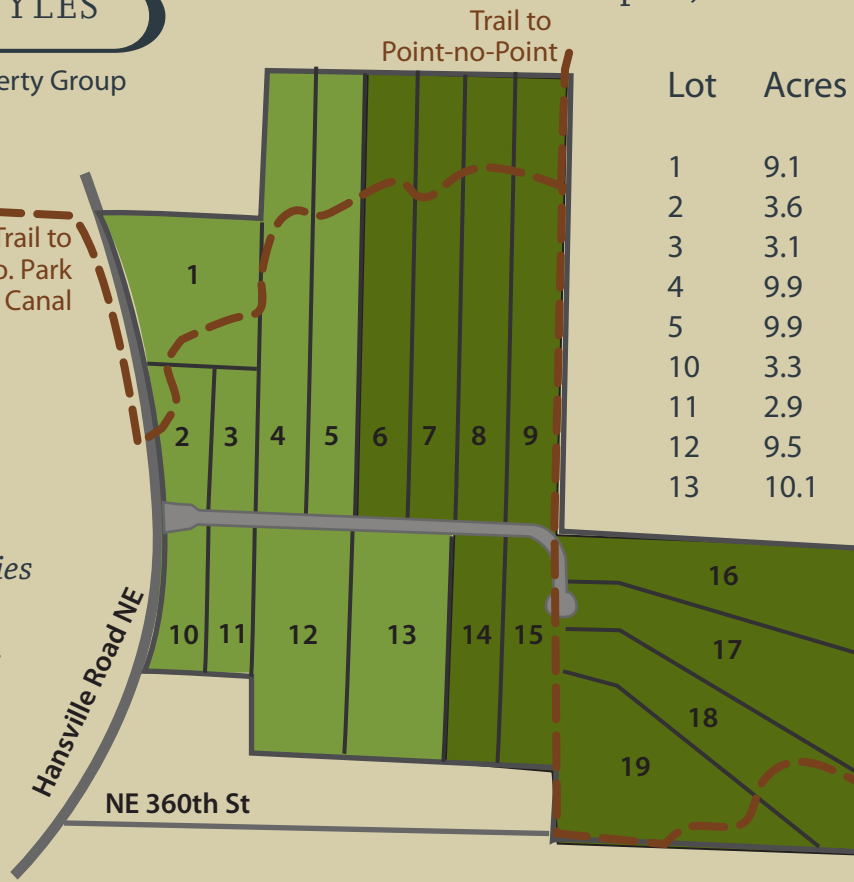 YLES
erty Group
Trail to
Point-no-Point
Lot Acres
1 9.1
2 3.6
3 3.1
4 9.9
5 9.9
10 3.3
11 2.9
12 9.5
13 10.1
Trail to
o. Park
Canal
1
2 3 4 5 6 7 8 9
10 11 12 13 14 15
16
17
18
19
ies
Hansville Road NE
NE 360th St